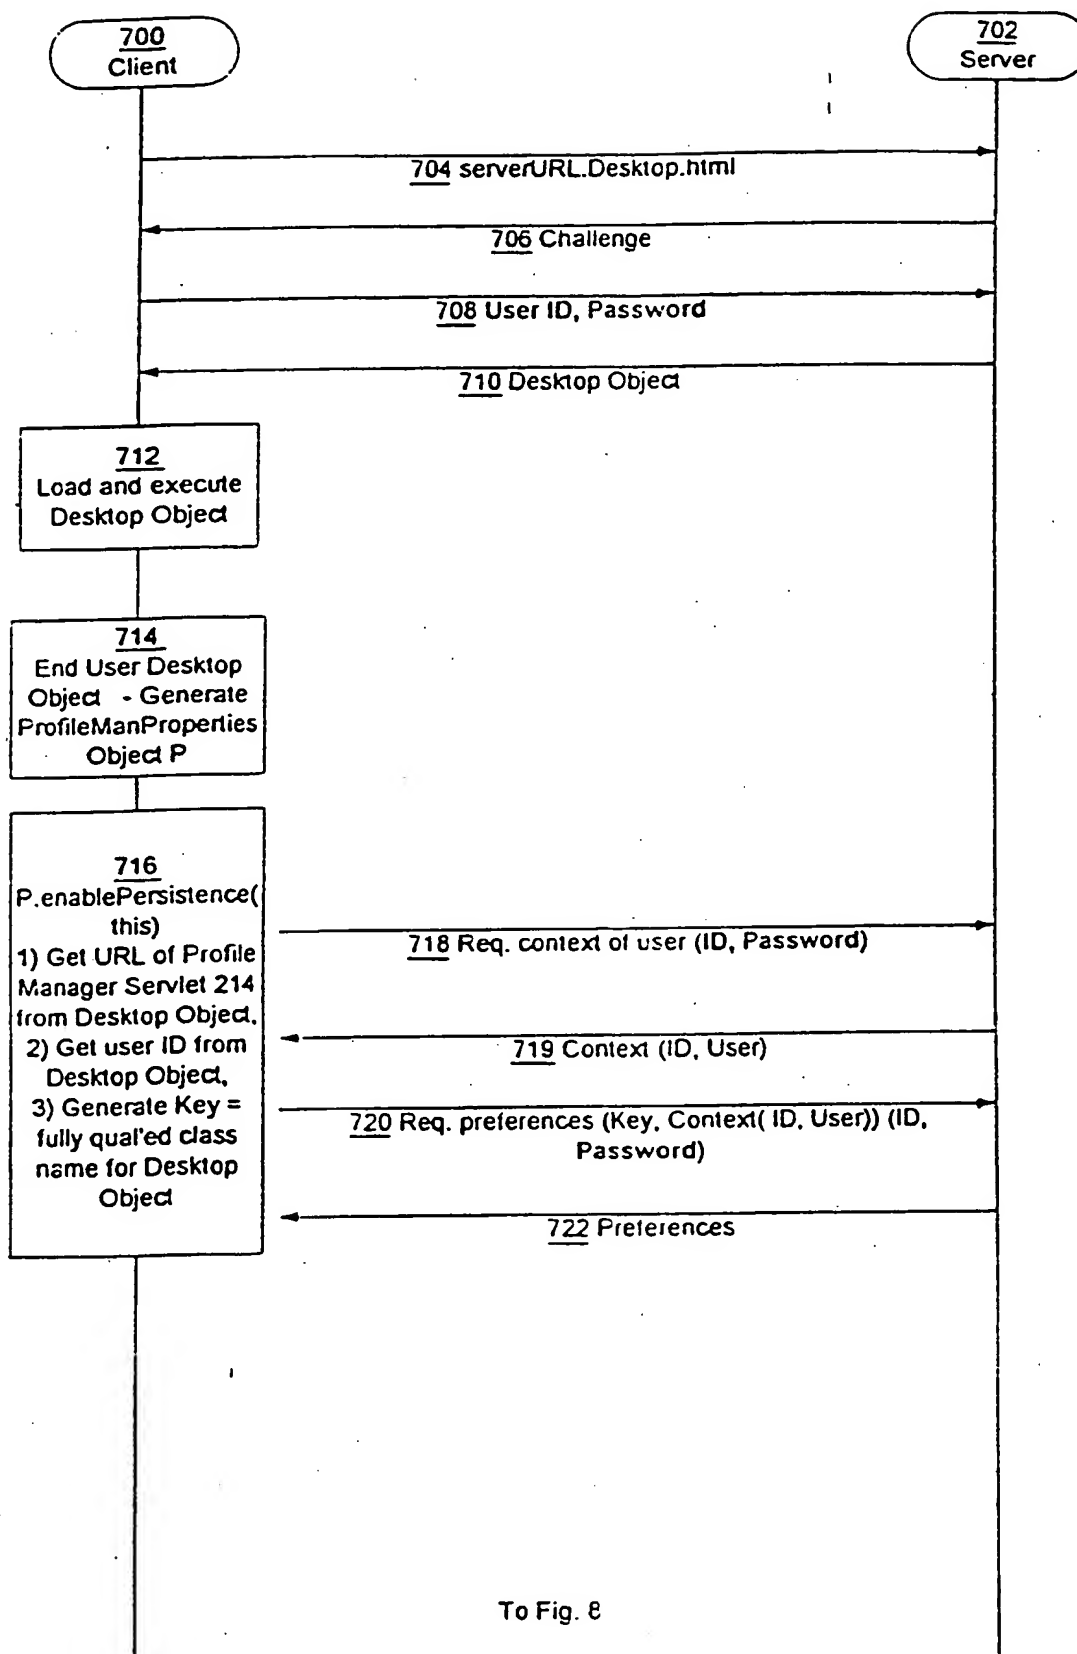 700
Client
702
Server
704 serverURL.Desktop.html
706 Challenge
708 User ID, Password
710 Desktop Object
712
Load and execute
Desktop Object
714
End User Desktop
Object - Generate
ProfileManProperties
Object P
716
P.enablePersistence(
this)
1) Get URL of Profile
Manager Servlet 214
from Desktop Object,
2) Get user ID from
Desktop Object,
3) Generate Key =
fully qual'ed class
name for Desktop
Object
718 Req. context of user (ID, Password)
719 Context (ID, User)
720 Req. preferences (Key, Context( ID, User)) (ID,
Password)
722 Preferences
To Fig. 8